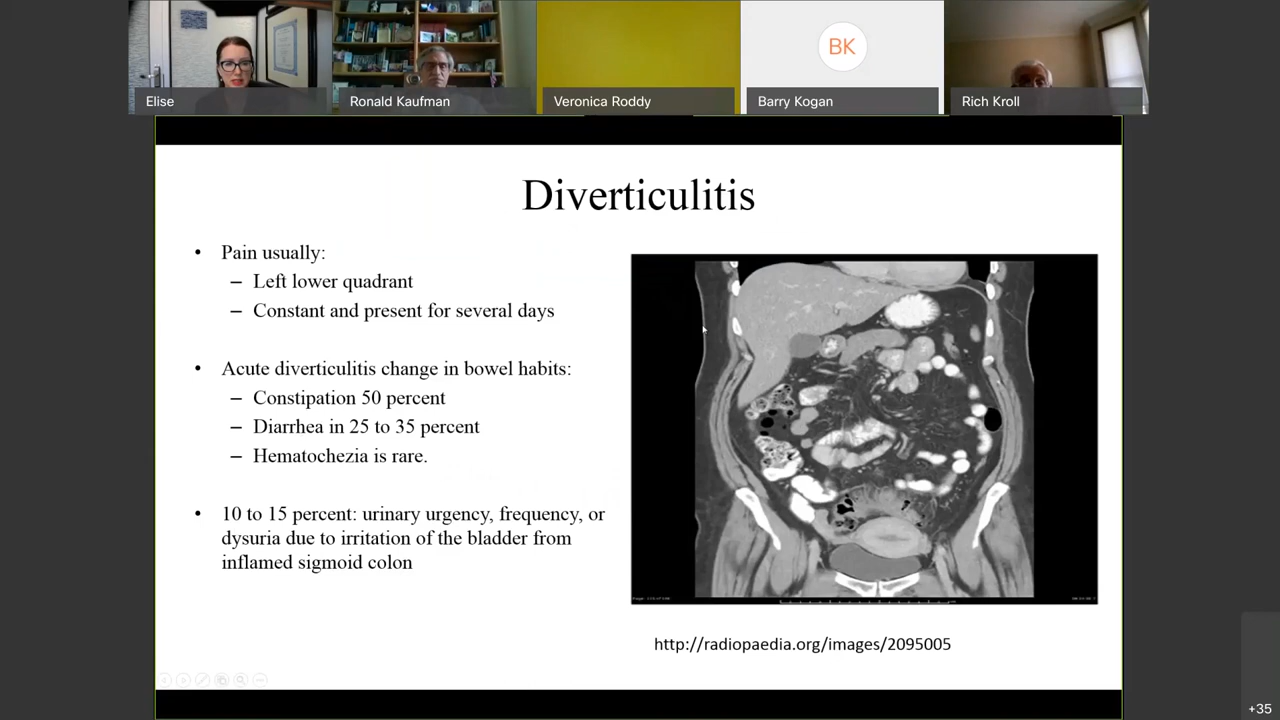 BK
Elise
Ronald Kaufman
Veronica Roddy
Barry Kogan
Rich Kroll
Diverticulitis
• Pain usually:
– Left lower quadrant
– Constant and present for several days
• Acute diverticulitis change in bowel habits:
– Constipation 50 percent
– Diarrhea in 25 to 35 percent
– Hematochezia is rare.
• 10 to 15 percent: urinary urgency, frequency, or
dysuria due to irritation of the bladder from
inflamed sigmoid colon
http://radiopaedia.org/images/2095005
+35